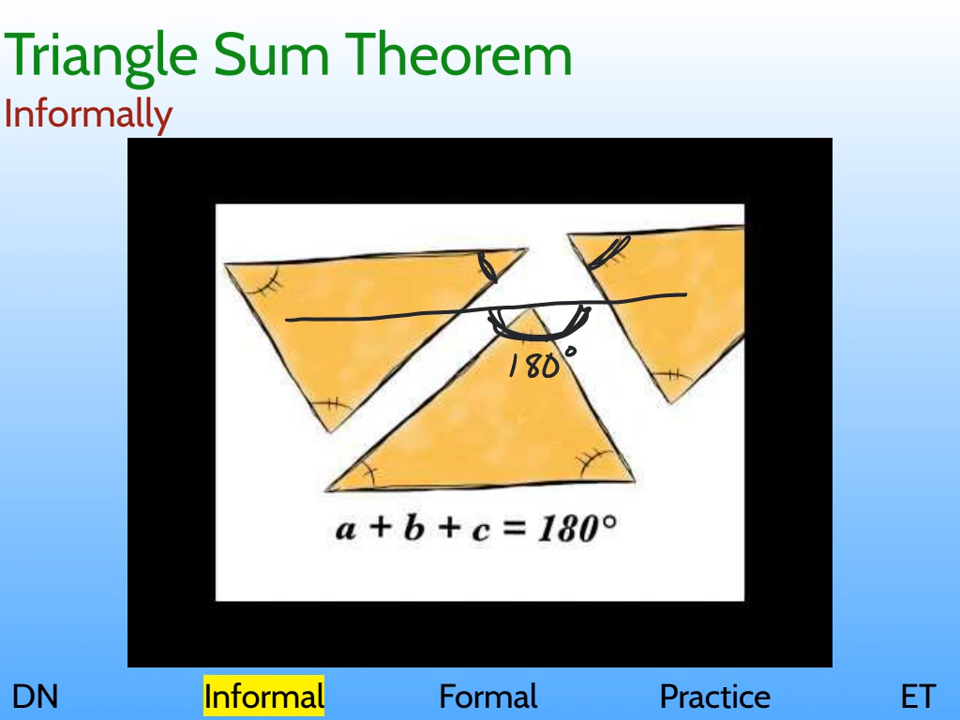 Triangle Sum Theorem
Informally
180°
a + b + c = 180°
DN Informal Formal Practice ET